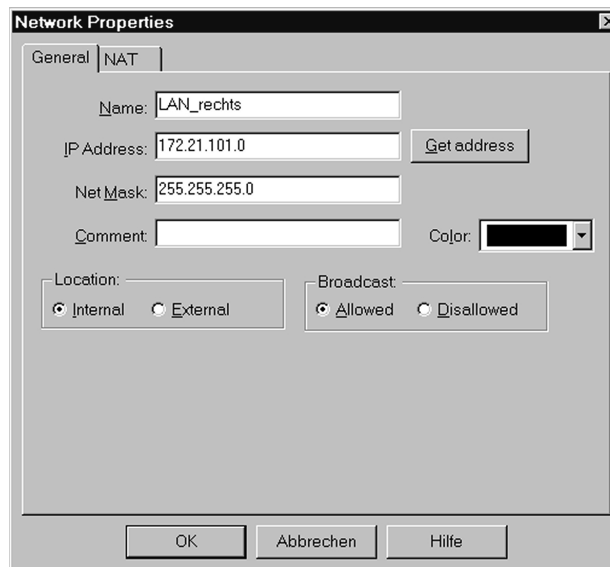 Network Properties
General NAT
Name: LAN_rechts
IP Address: 172.21.101.0 Get address
Net Mask: 255.255.255.0
Comment: Color:
Location: Broadcast:
Internal External Allowed Disallowed
OK Abbrechen Hilfe